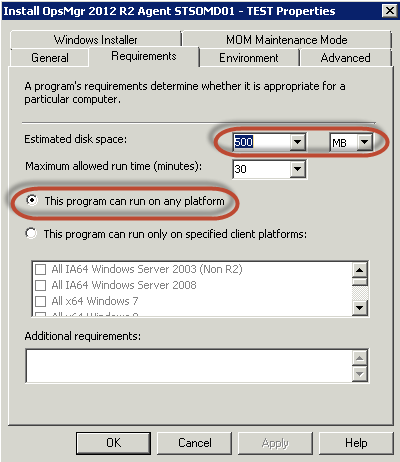 Install OpsMgr 2012 R2 Agent STSOMD01 - TEST Properties
Windows Installer
MOM Maintenance Mode
General
Requirements
Environment
Advanced
A program's requirements determine whether it is appropriate for a
particular computer.
Estimated disk space:
500
MB
Maximum allowed run time (minutes):
30
This program can run on any platform
This program can run only on specified client platforms:
All IA64 Windows Server 2003 (Non R2)
All IA64 Windows Server 2008
All x64 Windows 7
Additional requirements:
OK
Cancel
Apply
Help